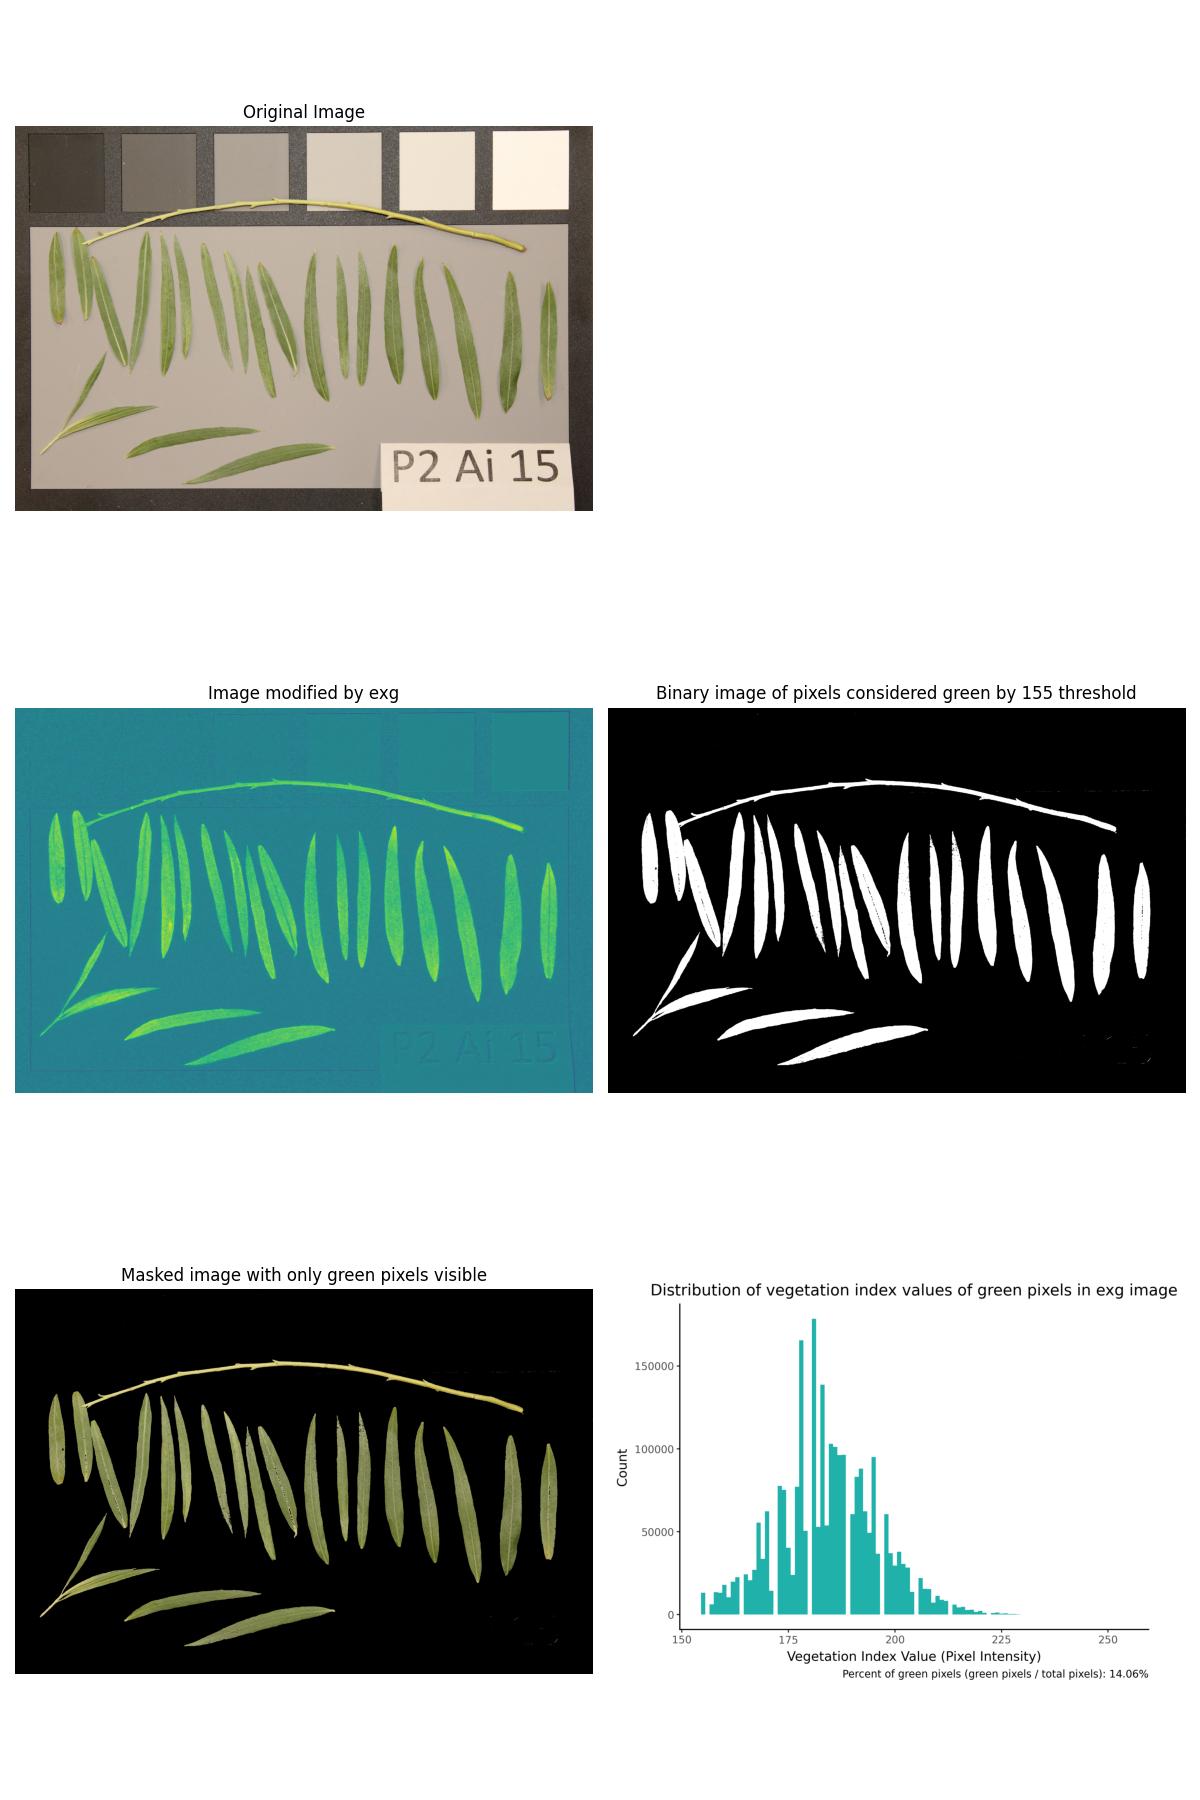 Original Image
P2 Ai 15
Image modified by exg
Binary image of pixels considered green by 155 threshold
P2 Ai 15
Masked image with only green pixels visible
Distribution of vegetation index values of green pixels in exg image
150000
100000
50000
0
Count
150 175 200 225 250
Vegetation Index Value (Pixel Intensity)
Percent of green pixels (green pixels / total pixels): 14.06%